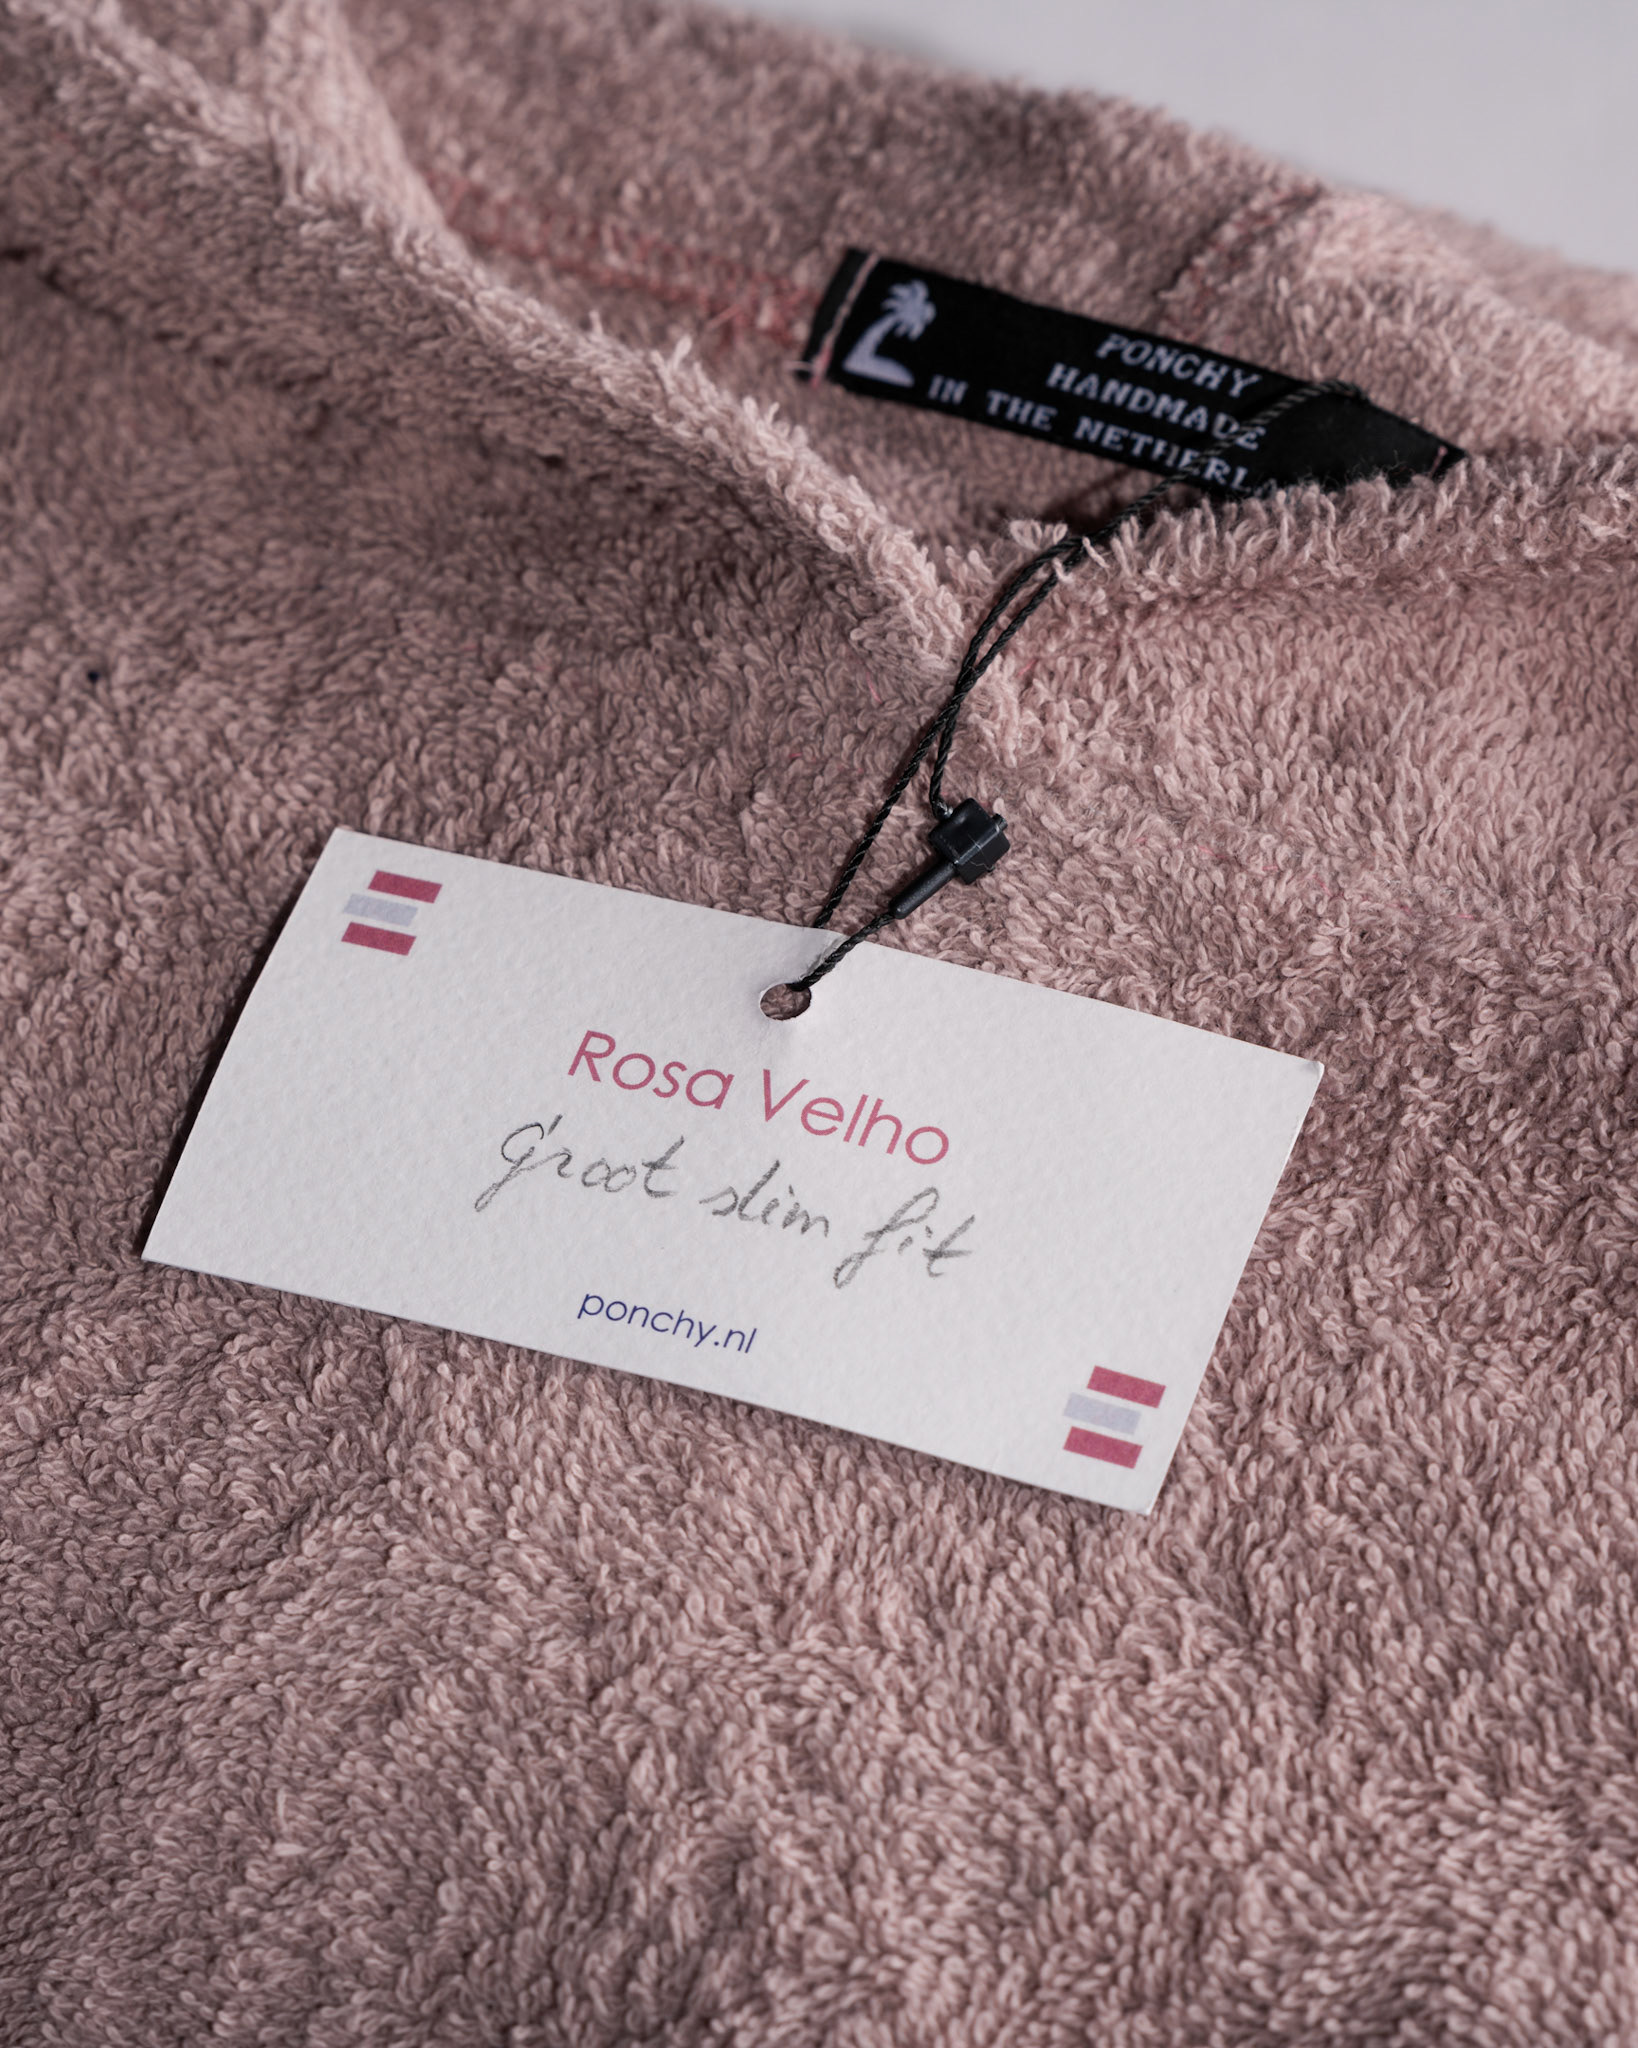 PONCHY
HANDMADE
IN THE NETHERL
Rosa Velho
Groot slim fit
ponchy.nl